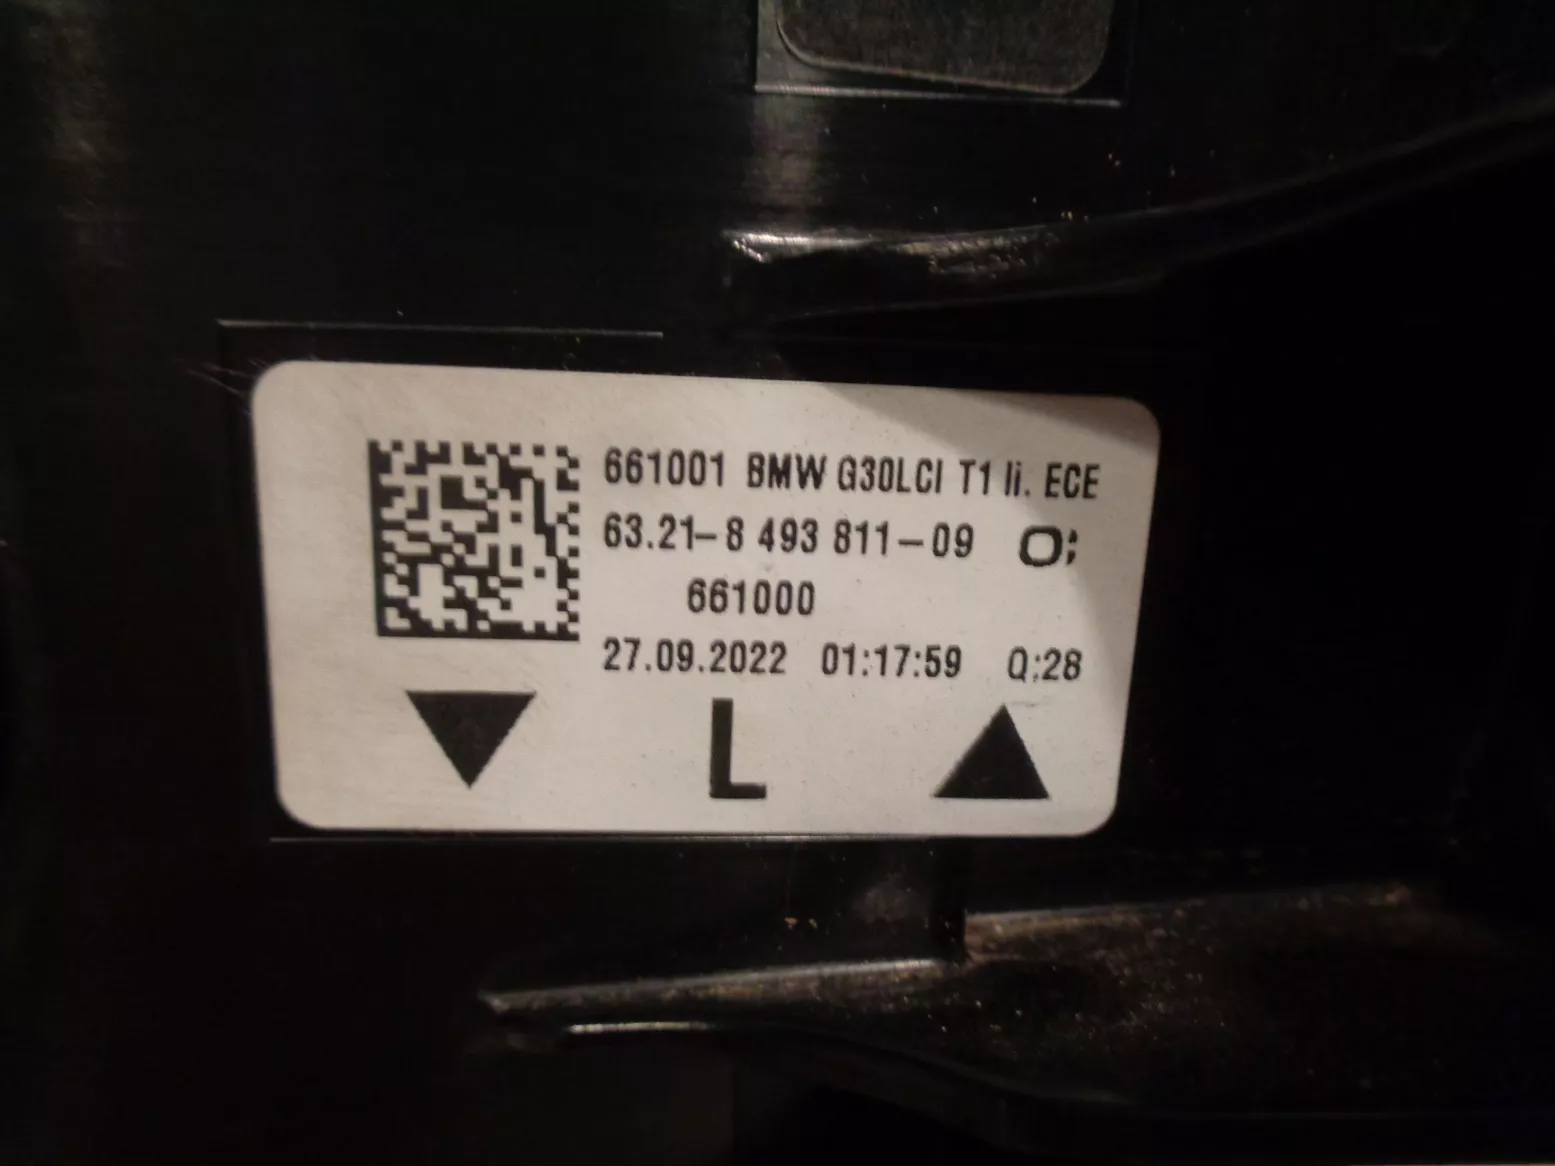 661001 BMW G30LCI T1 li. ECE
63.21-8 493 811-09 O;
661000
27.09.2022 01:17:59 Q:28
L